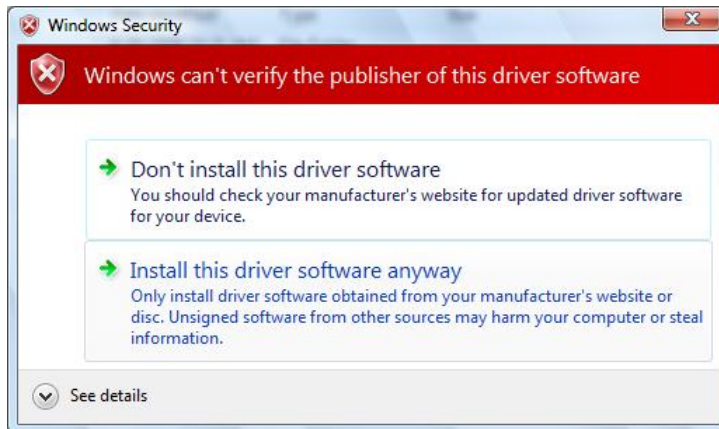 Windows Security
Windows can't verify the publisher of this driver software
Don't install this driver software
You should check your manufacturer's website for updated driver software
for your device.
Install this driver software anyway
Only install driver software obtained from your manufacturer's website or
disc. Unsigned software from other sources may harm your computer or steal
information.
See details